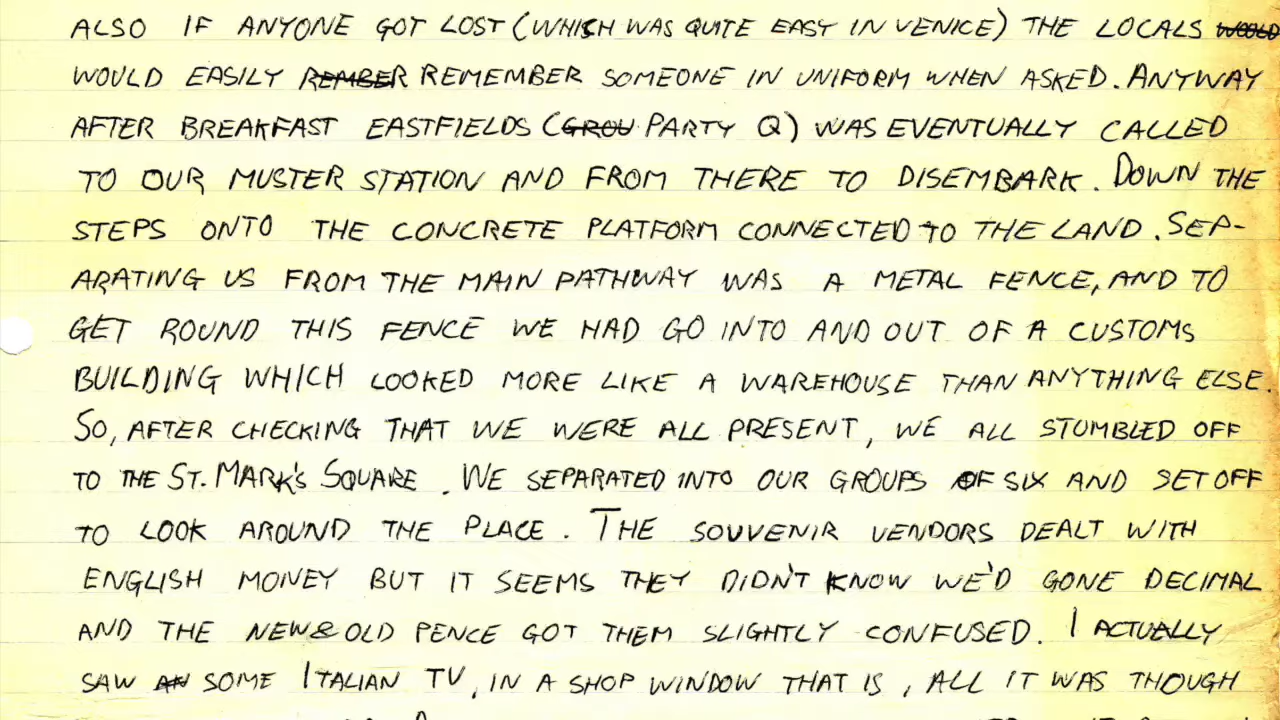 ALSO IF ANYONE GOT LOST (WHICH WAS QUITE EASY IN VENICE) THE LOCALS WOULD
WOULD EASILY REMBER REMEMBER SOMEONE IN UNIFORM WHEN ASKED. ANYWAY
AFTER BREAKFAST EASTFIELDS (GROU PARTY Q) WAS EVENTUALLY CALLED
TO OUR MUSTER STATION AND FROM THERE TO DISEMBARK. DOWN THE
STEPS ONTO THE CONCRETE PLATFORM CONNECTED TO THE LAND. SEP-
ARATING US FROM THE MAIN PATHWAY WAS A METAL FENCE, AND TO
GET ROUND THIS FENCE WE HAD GO INTO AND OUT OF A CUSTOMS
BUILDING WHICH LOOKED MORE LIKE A WAREHOUSE THAN ANYTHING ELSE.
SO, AFTER CHECKING THAT WE WERE ALL PRESENT, WE ALL STUMBLED OFF
TO THE ST. MARK'S SQUARE. WE SEPARATED INTO OUR GROUPS OF SIX AND SET OFF
TO LOOK AROUND THE PLACE. THE SOUVENIR VENDORS DEALT WITH
ENGLISH MONEY BUT IT SEEMS THEY DIDN'T KNOW WE'D GONE DECIMAL
AND THE NEW & OLD PENCE GOT THEM SLIGHTLY CONFUSED. I ACTUALLY
SAW AN SOME ITALIAN TV, IN A SHOP WINDOW THAT IS, ALL IT WAS THOUGH